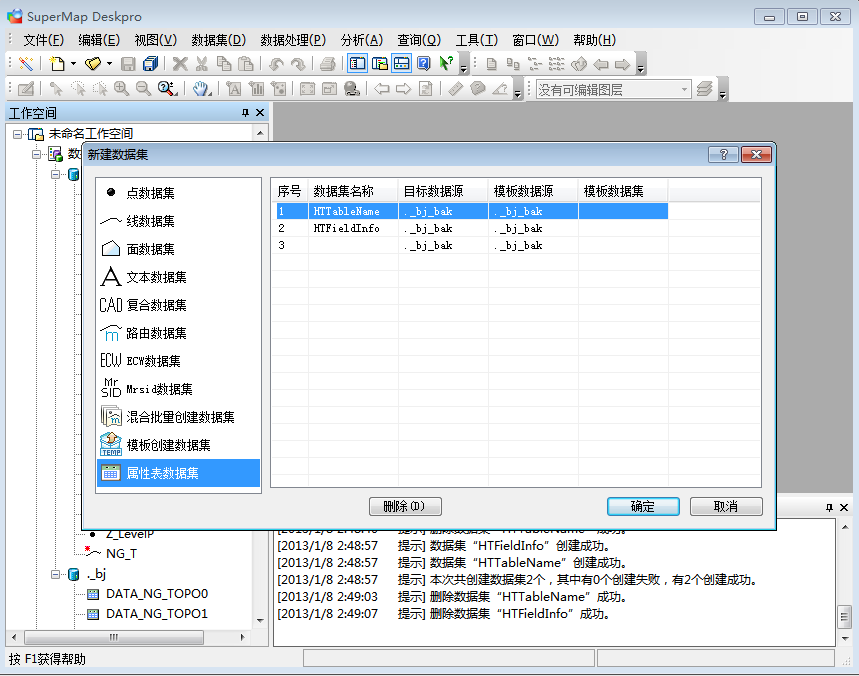 SuperMap Deskpro
文件(F) 编辑(E) 视图(V) 数据集(D) 数据处理(P) 分析(A) 查询(Q) 工具(T) 窗口(W) 帮助(H)
没有可编辑图层
工作空间
未命名工作空间
数
新建数据集
点数据集
线数据集
面数据集
文本数据集
CAD 复合数据集
路由数据集
ECW ECW数据集
Mr SID Mrsid数据集
混合批量创建数据集
TEMP 模板创建数据集
属性表数据集
序号 数据集名称 目标数据源 模板数据源 模板数据集
1 HTTableName ._bj_bak ._bj_bak
2 HTFieldInfo ._bj_bak ._bj_bak
3 ._bj_bak ._bj_bak
删除(D) 确定 取消
Z_LevelP
NG_T
._bj
DATA_NG_TOPO0
DATA_NG_TOPO1
[2013/1/8 2:48:57 提示] 数据集“HTFieldInfo”创建成功。
[2013/1/8 2:48:57 提示] 数据集“HTTableName”创建成功。
[2013/1/8 2:48:57 提示] 本次共创建数据集2个，其中有0个创建失败，有2个创建成功。
[2013/1/8 2:49:03 提示] 删除数据集“HTTableName”成功。
[2013/1/8 2:49:07 提示] 删除数据集“HTFieldInfo”成功。
按 F1获得帮助